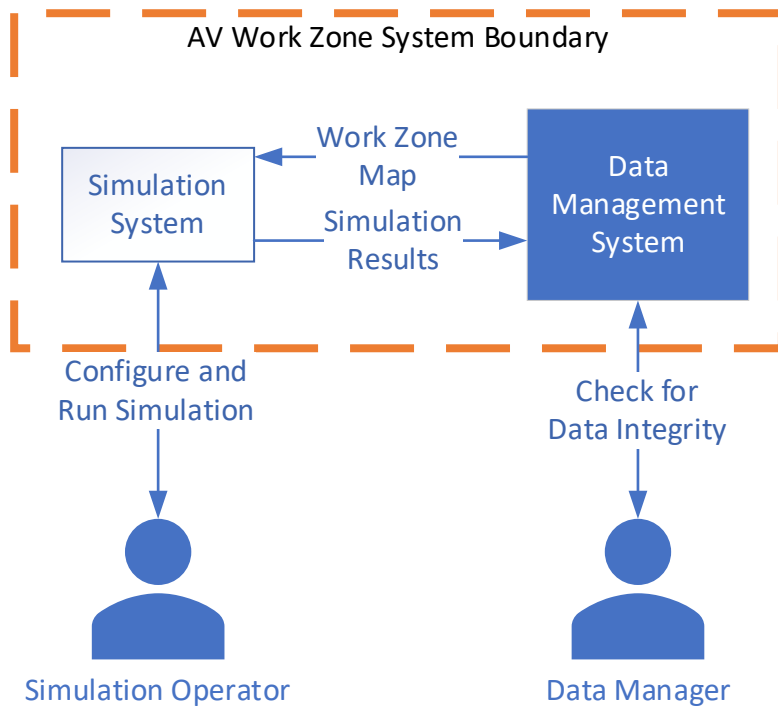 AV Work Zone System Boundary
Work Zone
Map
Simulation
System
Data
Management
System
Simulation
Results
Configure and
Run Simulation
Check for
Data Integrity
Simulation Operator
Data Manager